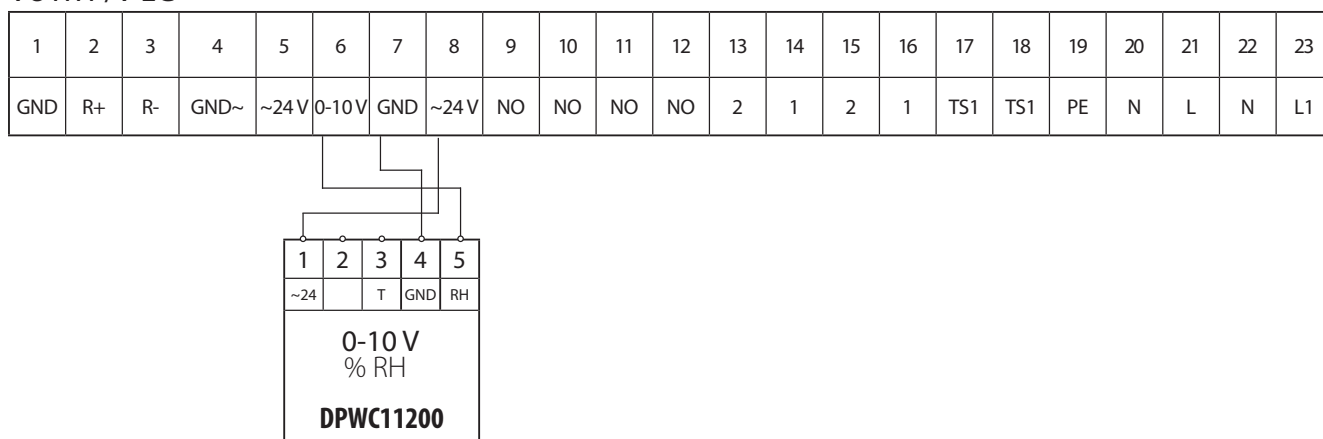 1 2 3 4 5 6 7 8 9 10 11 12 13 14 15 16 17 18 19 20 21 22 23
GND R+ R- GND~ ~24 V 0-10 V GND ~24 V NO NO NO NO 2 1 2 1 TS1 TS1 PE N L N L1
1 2 3 4 5
~24 T GND RH
0-10 V
% RH
DPWC11200